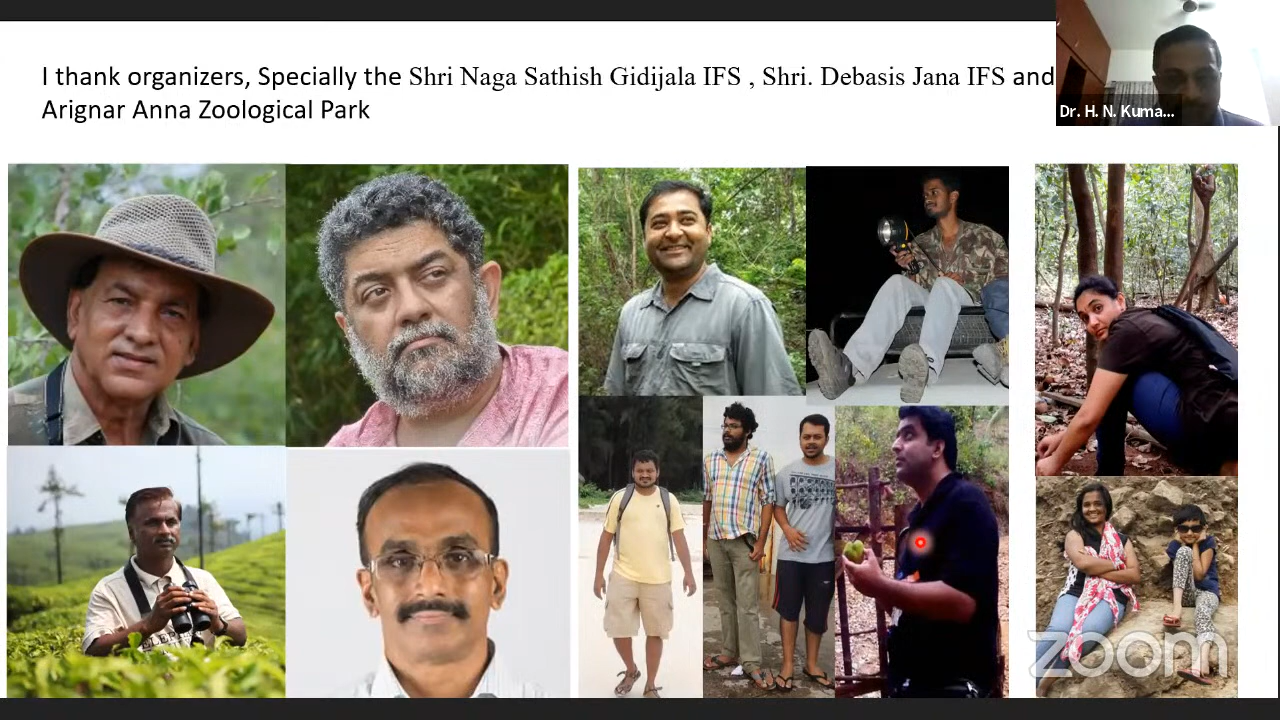 I thank organizers, Specially the Shri Naga Sathish Gidijala IFS , Shri. Debasis Jana IFS and
Arignar Anna Zoological Park
Dr. H. N. Kuma...
zoom